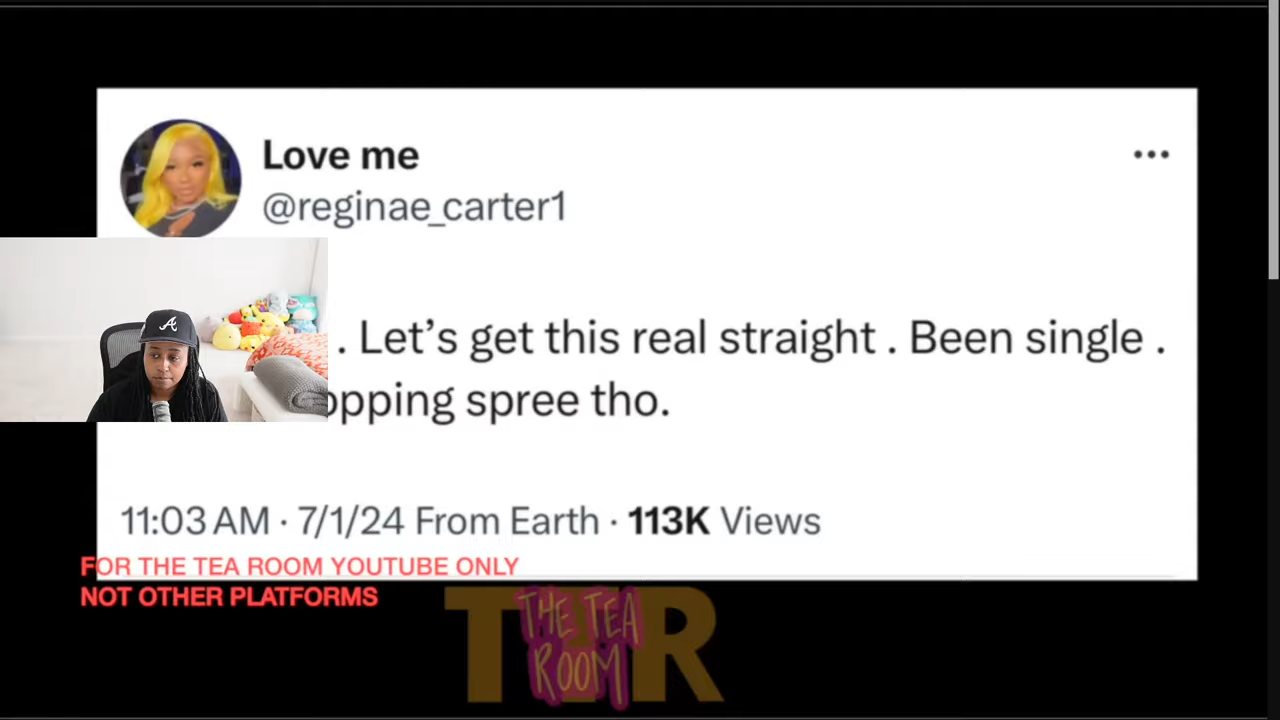 Love me
@reginae_carter1
. Let’s get this real straight . Been single .
spree tho.
11:03 AM · 7/1/24 From Earth · 113K Views
FOR THE TEA ROOM YOUTUBE ONLY
NOT OTHER PLATFORMS
THE TEA
ROOM